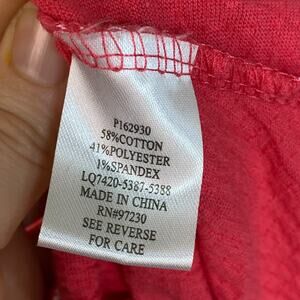 P162930
58%COTTON
41%POLYESTER
1%SPANDEX
LQ7420-5387-5388
MADE IN CHINA
RN#97230
SEE REVERSE
FOR CARE